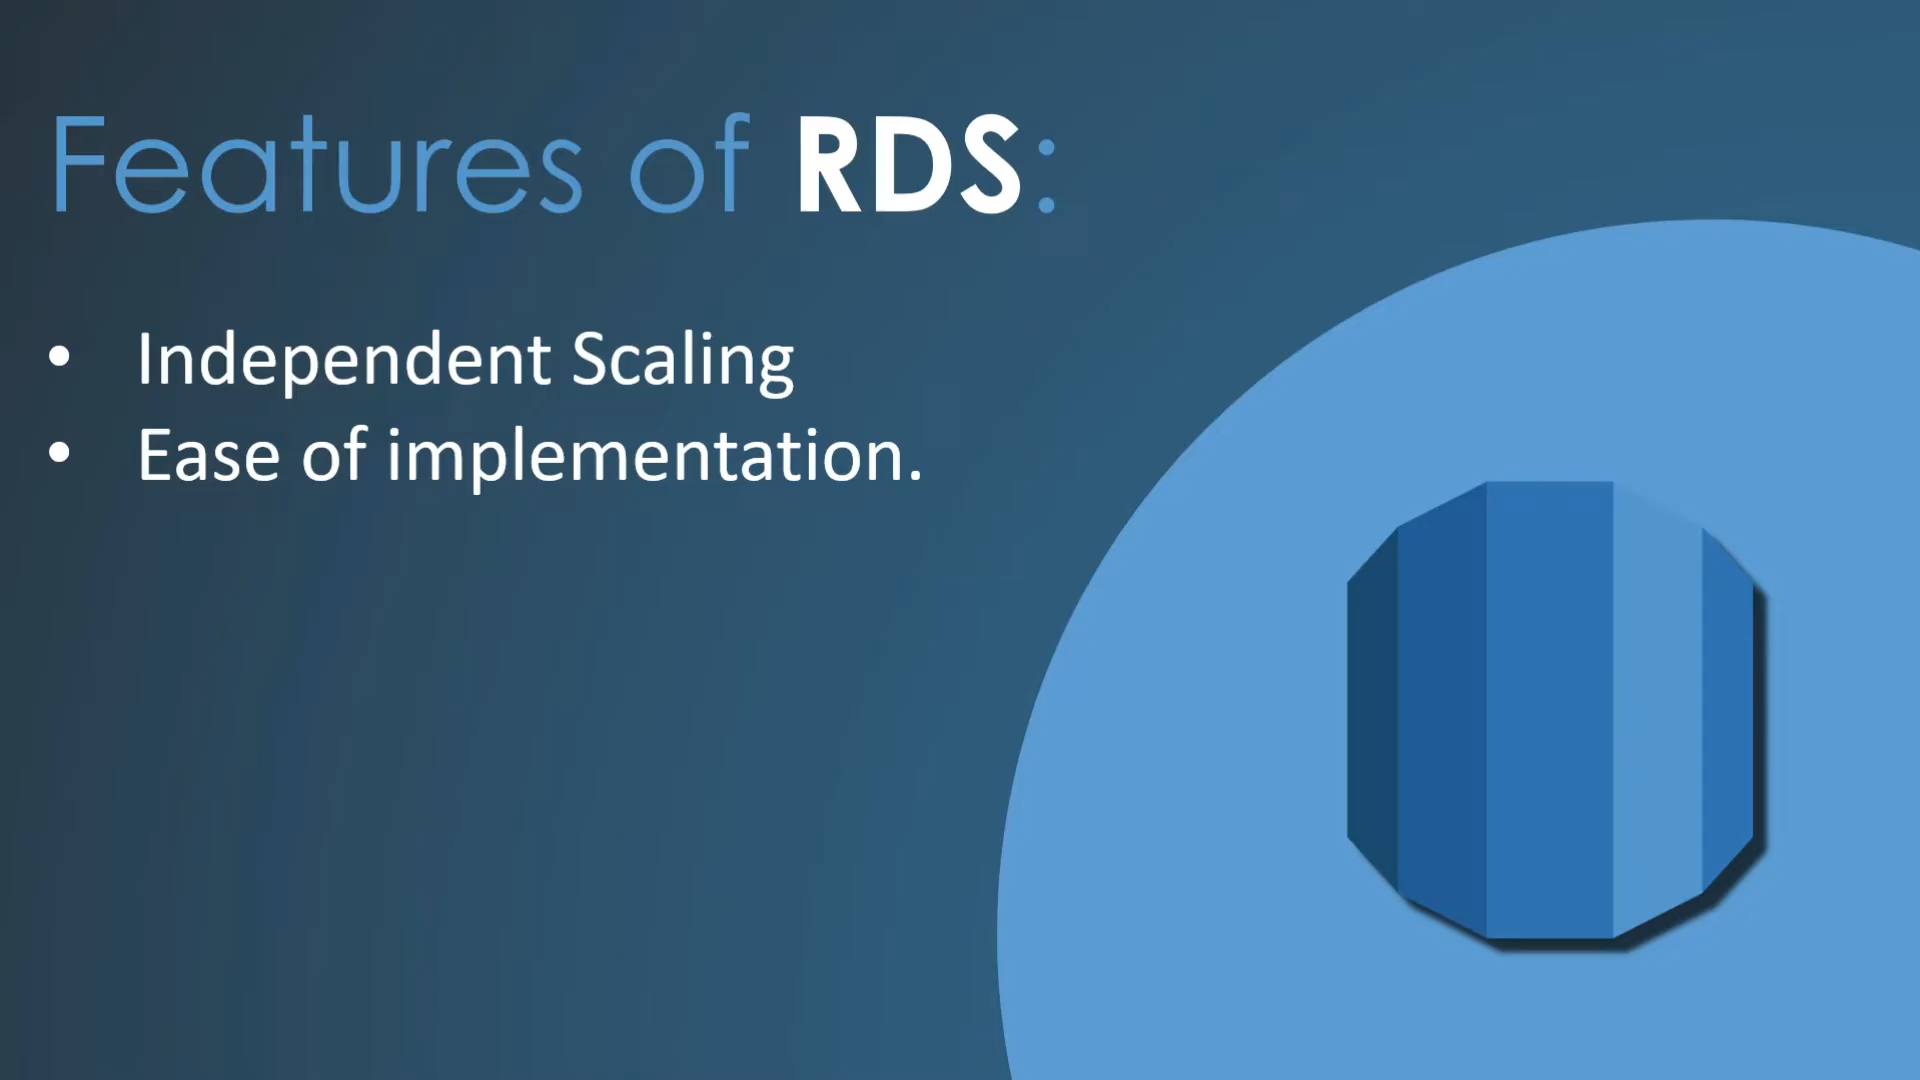 Features of RDS:
• Independent Scaling
• Ease of implementation.